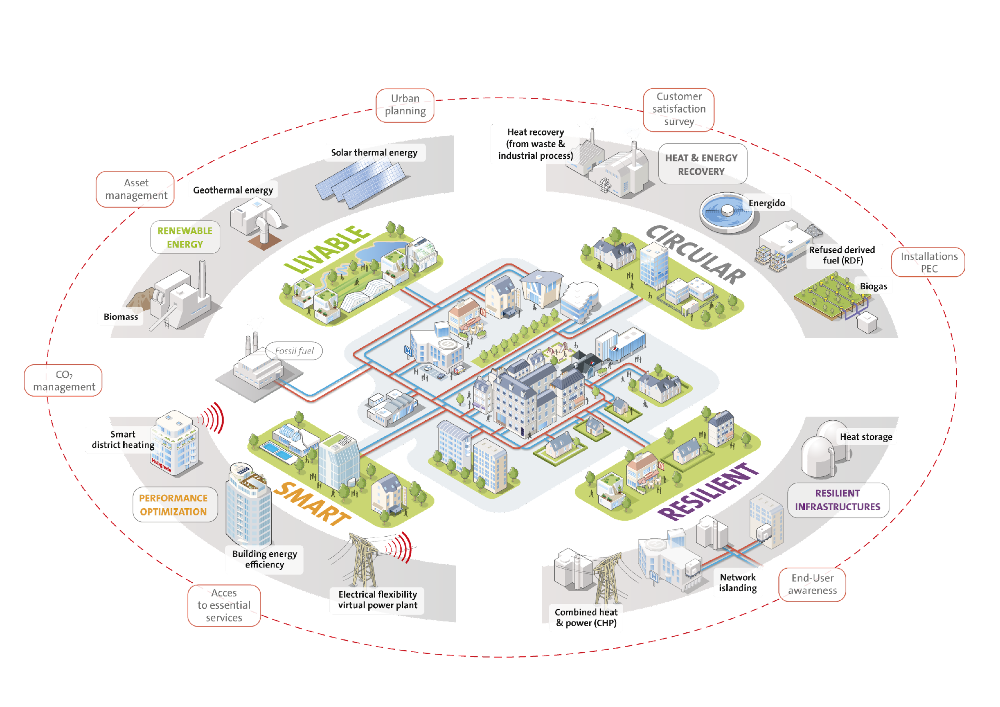 Urban
planning
Customer
satisfaction
survey
Heat recovery
(from waste &
industrial process)
HEAT & ENERGY
RECOVERY
Solar thermal energy
Asset
management
Geothermal energy
Energido
RENEWABLE
ENERGY
LIVABLE
CIRCULAR
Refused derived
fuel (RDF)
Installations
PEC
Biogas
Biomass
Fossil fuel
H
H
CO₂
management
Smart
district heating
Hubgrade
Heat storage
PERFORMANCE
OPTIMIZATION
SMART
RESILIENT
RESILIENT
INFRASTRUCTURES
Building energy
efficiency
Electrical flexibility
virtual power plant
H
H
Network
islanding
End-User
awareness
Acces
to essential
services
Combined heat
& power (CHP)